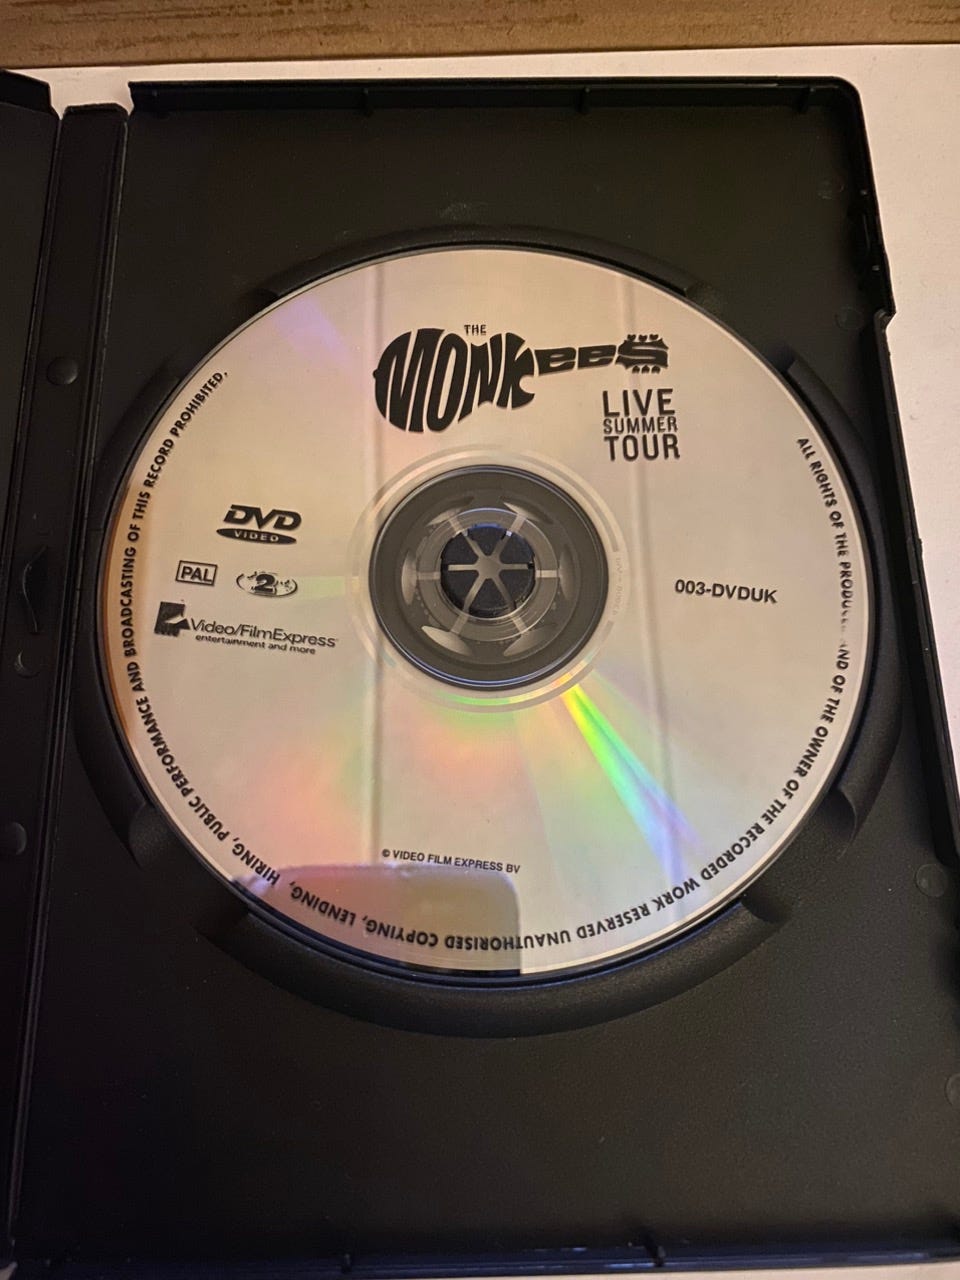 THE
MONKEES
LIVE
SUMMER
TOUR
DVD
VIDEO
PAL
2
Video/FilmExpress
entertainment and more
003-DVDUK
© VIDEO FILM EXPRESS BV
ALL RIGHTS OF THE AND OF THE OWNER OF THE RECORDED WORK RESERVED UNAUTHORISED COPYING, LENDING, HIRING, PUBLIC PERFORMANCE AND BROADCASTING OF THIS RECORD PROHIBITED.